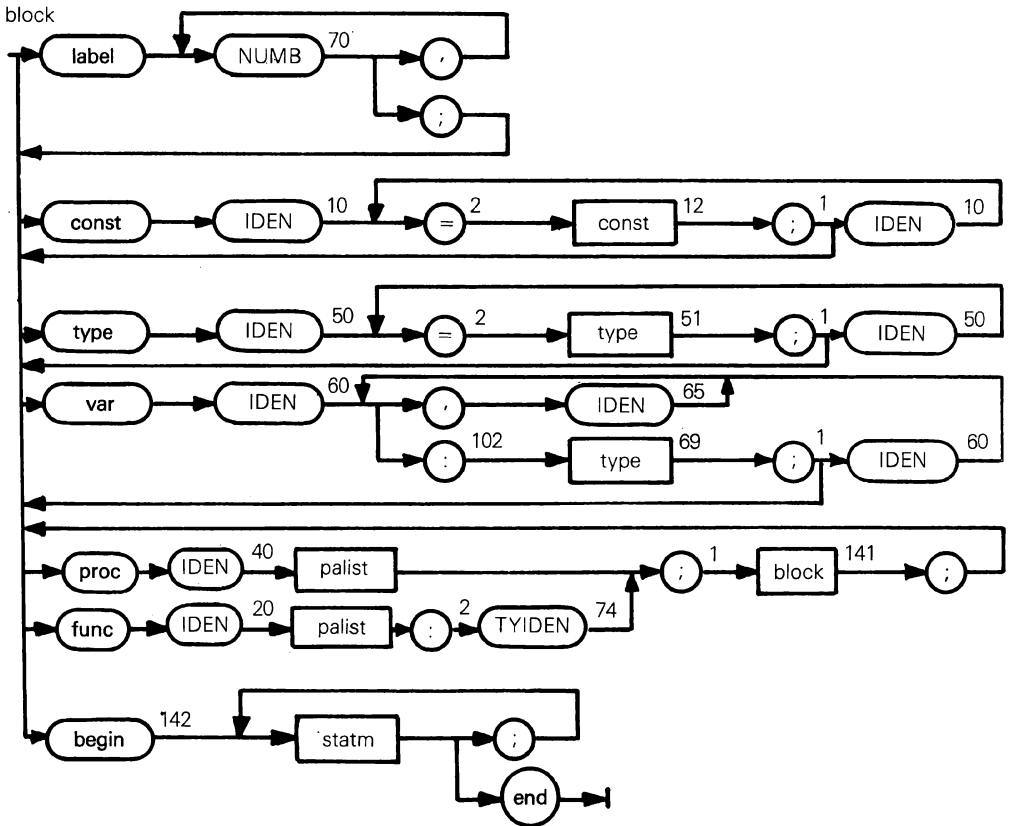 block
label NUMB 70 ,
;
const IDEN 10 = 2 const 12 ; 1 IDEN 10
type IDEN 50 = 2 type 51 ; 1 IDEN 50
var IDEN 60 , IDEN 65
: 102 type 69 ; 1 IDEN 60
proc IDEN 40 palist ; 1 block 141 ;
func IDEN 20 palist : 2 TYIDEN 74
begin 142 statm ;
end